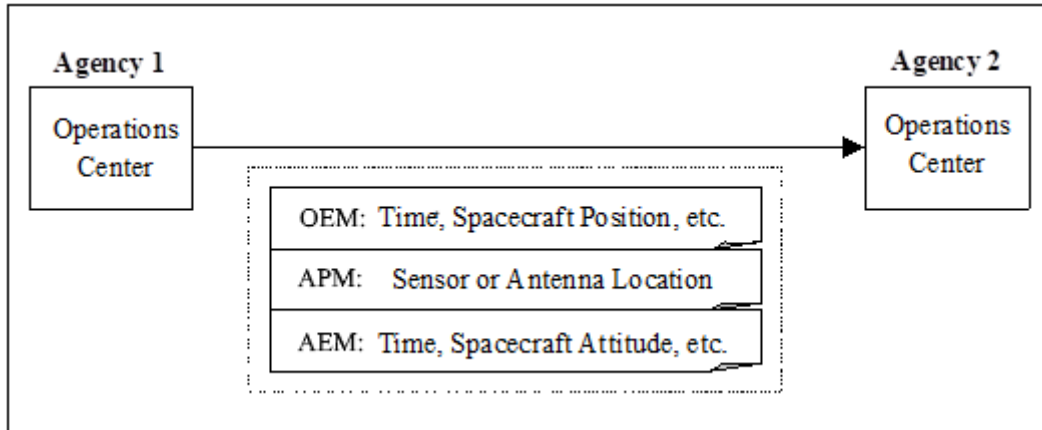 Agency 1
Operations
Center
Agency 2
Operations
Center
OEM: Time, Spacecraft Position, etc.
APM: Sensor or Antenna Location
AEM: Time, Spacecraft Attitude, etc.